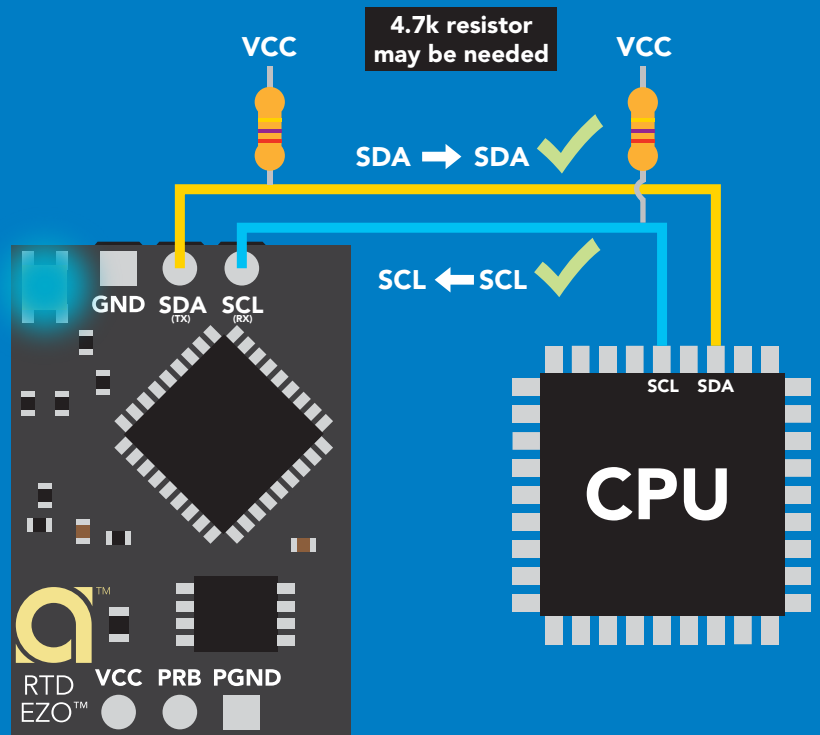 4.7k resistor
may be needed
VCC
VCC
SDA → SDA
SCL ← SCL
GND SDA SCL
(TX) (RX)
SCL SDA
CPU
TM
VCC PRB PGND
RTD
EZO™